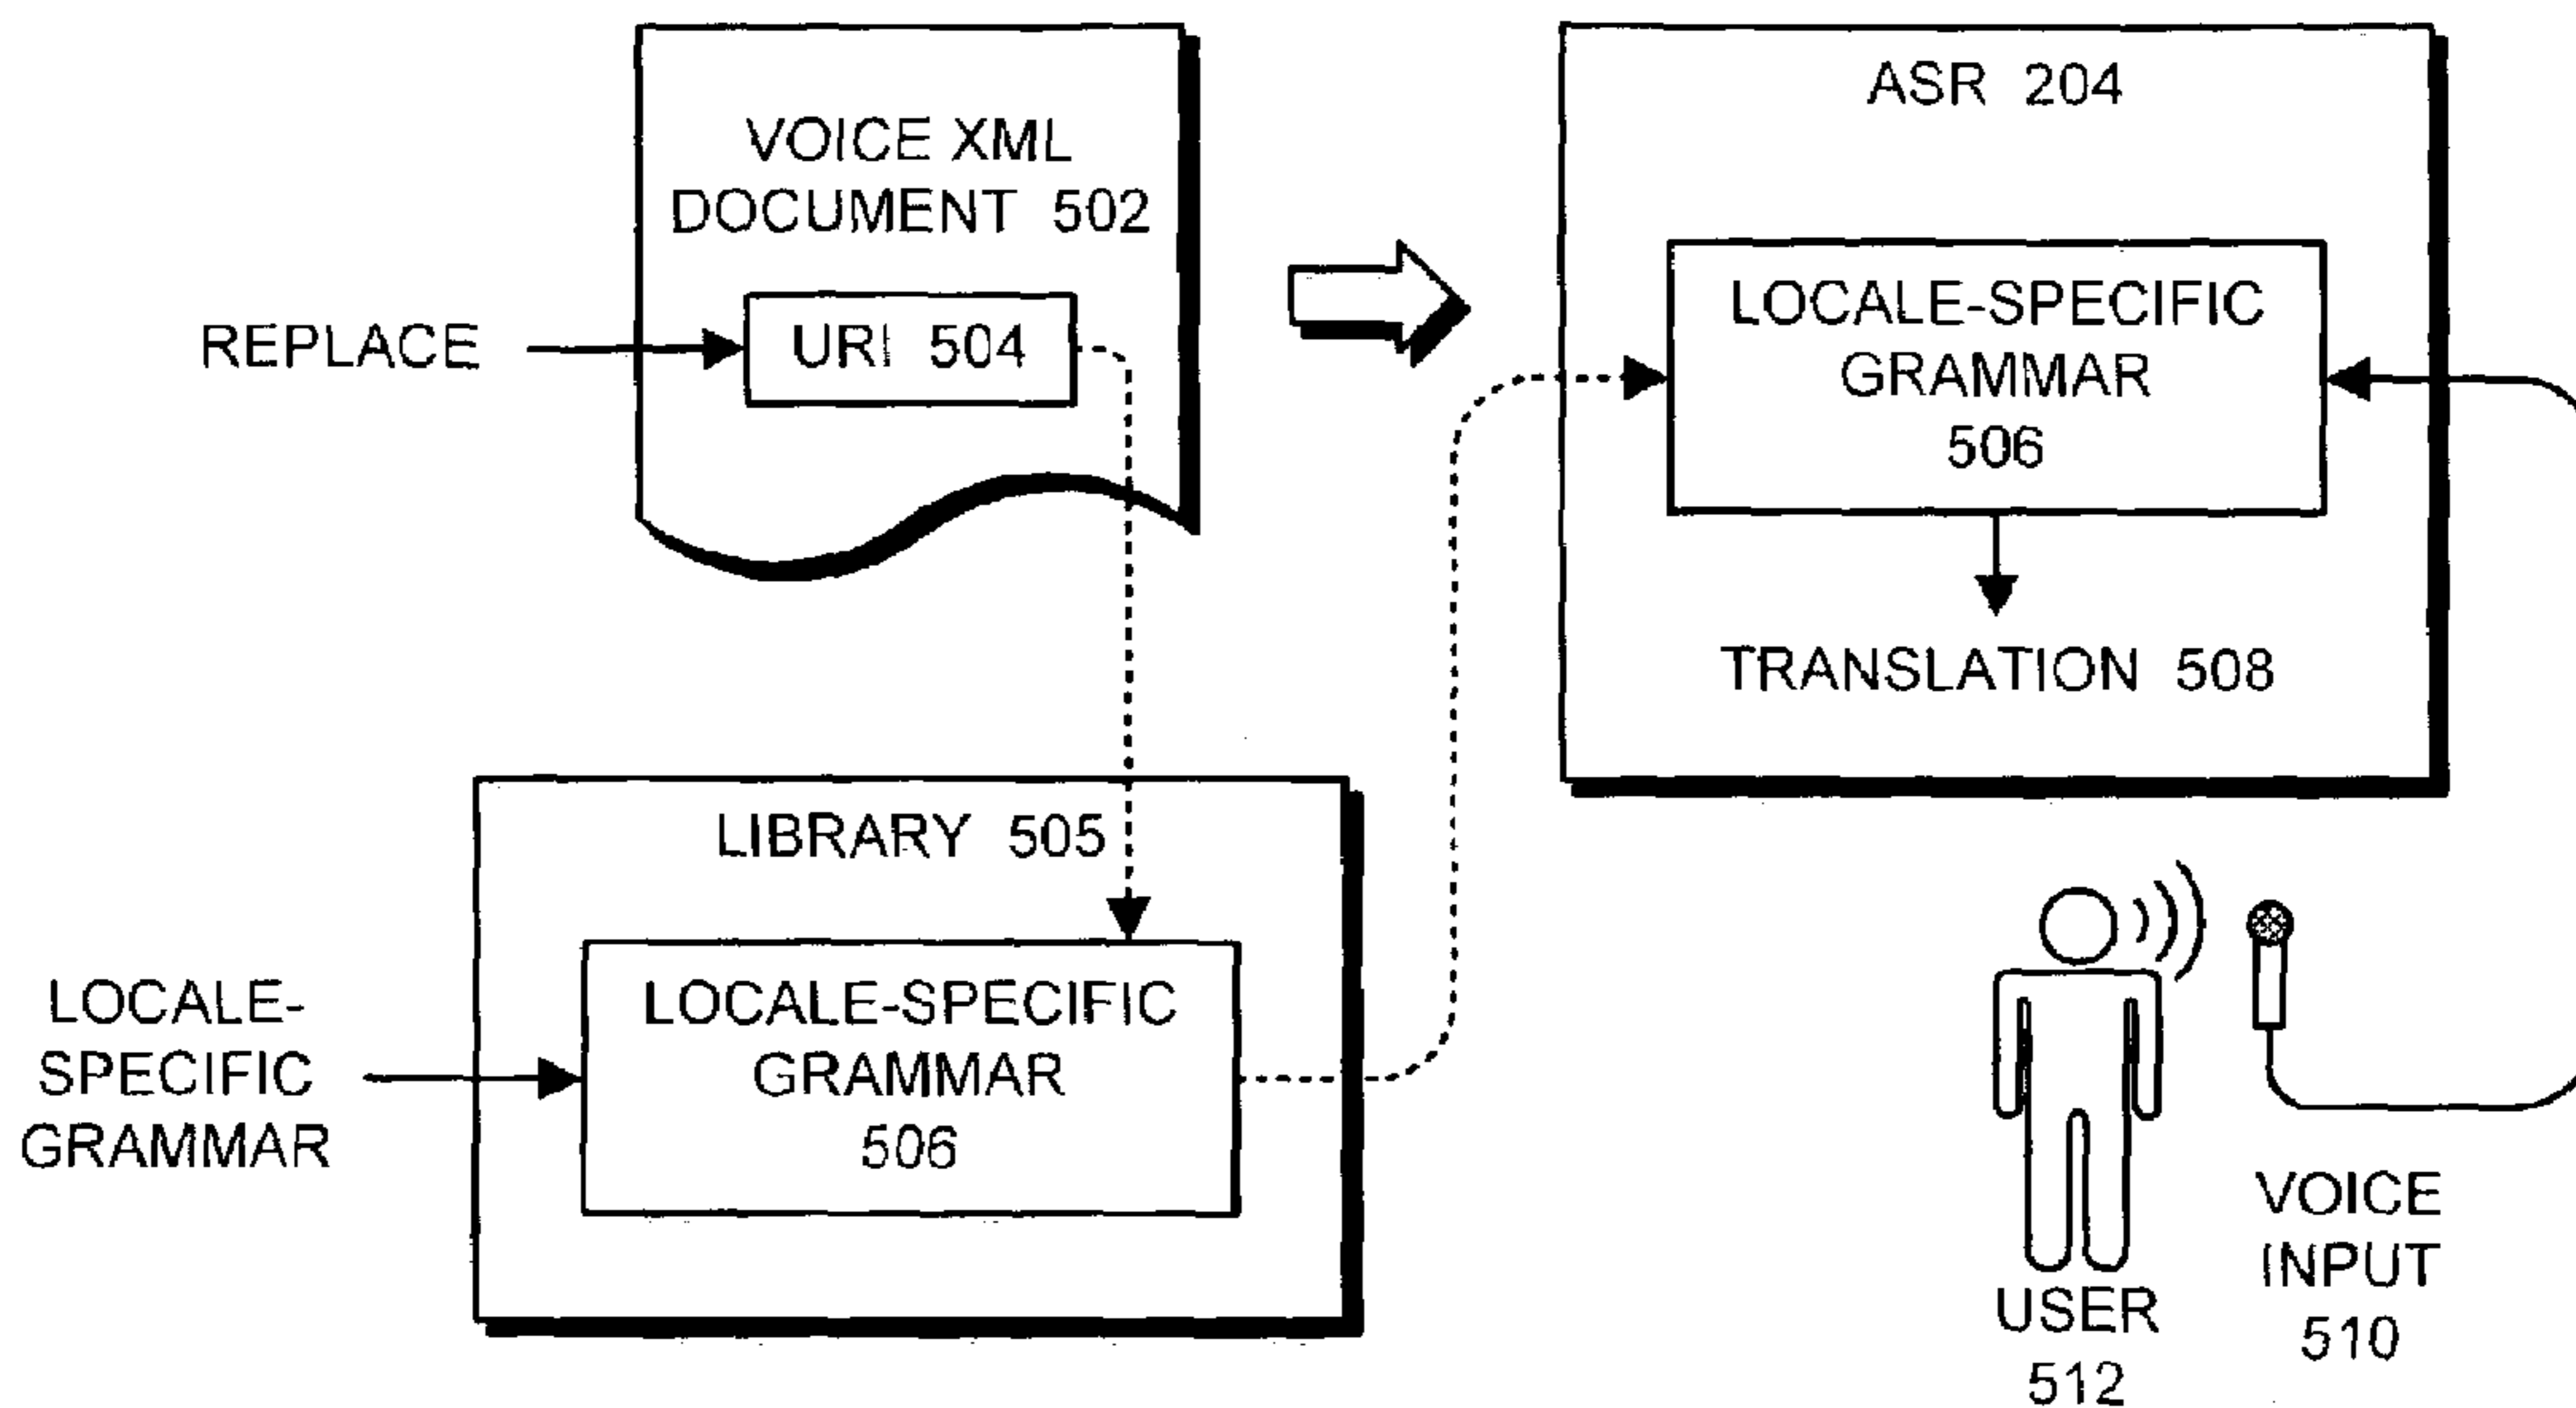 VOICE XML
DOCUMENT 502
REPLACE
URI 504
ASR 204
LOCALE-SPECIFIC
GRAMMAR
506
TRANSLATION 508
LIBRARY 505
LOCALE-
SPECIFIC
GRAMMAR
LOCALE-SPECIFIC
GRAMMAR
506
USER
512
VOICE
INPUT
510